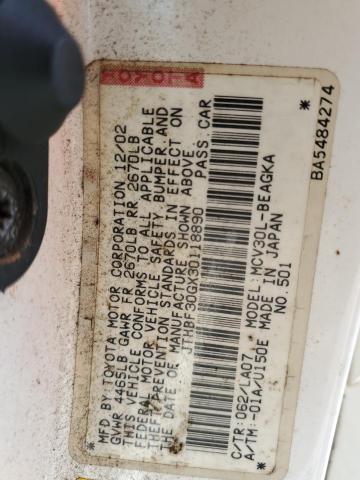 TOYOTA
MFD BY: TOYOTA MOTOR CORPORATION 12/02
GVWR 4465LB GAWR FR 2670LB RR 2670LB
THIS VEHICLE CONFORMS TO ALL APPLICABLE
FEDERAL MOTOR VEHICLE SAFETY, BUMPER, AND
THEFT PREVENTION STANDARDS IN EFFECT ON
THE DATE OF MANUFACTURE SHOWN ABOVE.
JTHBF30GX30118890 PASS. CAR
C/TR: 062/LA07 MODEL: MCV30L-BEAGKA
A/TM: -01A/U150E MADE IN JAPAN
NO.501
* BA5484274 *